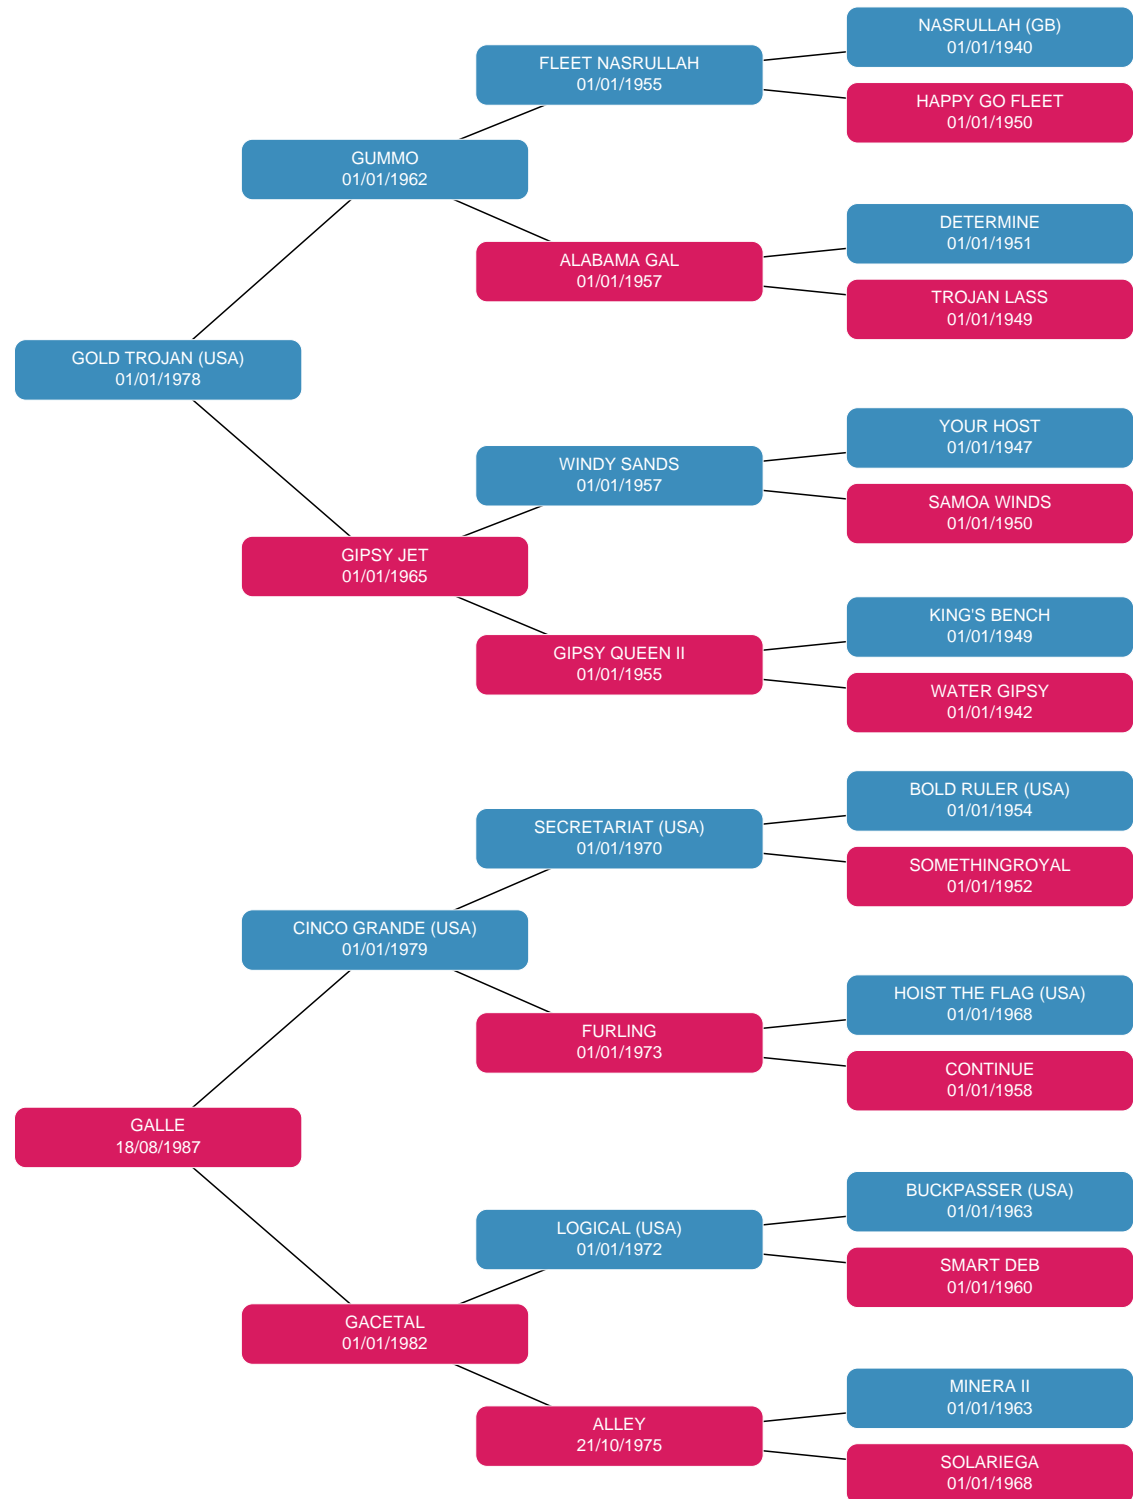 NASRULLAH (GB)
01/01/1940
FLEET NASRULLAH
01/01/1955
HAPPY GO FLEET
01/01/1950
GUMMO
01/01/1962
DETERMINE
01/01/1951
ALABAMA GAL
01/01/1957
TROJAN LASS
01/01/1949
GOLD TROJAN (USA)
01/01/1978
YOUR HOST
01/01/1947
WINDY SANDS
01/01/1957
SAMOA WINDS
01/01/1950
GIPSY JET
01/01/1965
KING'S BENCH
01/01/1949
GIPSY QUEEN II
01/01/1955
WATER GIPSY
01/01/1942
BOLD RULER (USA)
01/01/1954
SECRETARIAT (USA)
01/01/1970
SOMETHINGROYAL
01/01/1952
CINCO GRANDE (USA)
01/01/1979
HOIST THE FLAG (USA)
01/01/1968
FURLING
01/01/1973
CONTINUE
01/01/1958
GALLE
18/08/1987
BUCKPASSER (USA)
01/01/1963
LOGICAL (USA)
01/01/1972
SMART DEB
01/01/1960
GACETAL
01/01/1982
MINERA II
01/01/1963
ALLEY
21/10/1975
SOLARIEGA
01/01/1968